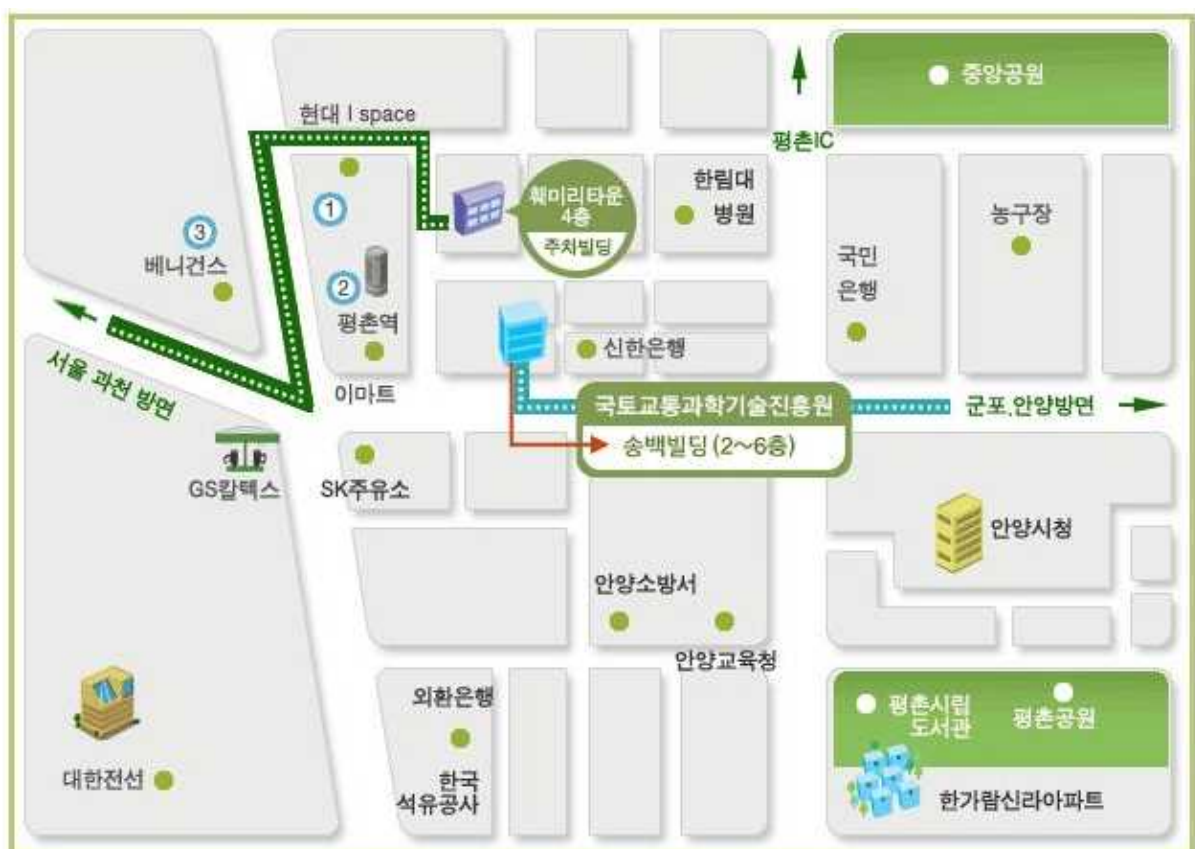 중앙공원
현대 I space
평촌IC
훼미리타운
4층
주차빌딩
한림대
병원
농구장
①
③
베니건스
국민
은행
②
평촌역
신한은행
이마트
서울 과천 방면
국토교통과학기술진흥원
송백빌딩 (2~6층)
군포.안양방면
GS칼텍스
SK주유소
안양시청
안양소방서
안양교육청
외환은행
평촌시립
도서관
평촌공원
대한전선
한국
석유공사
한가람신라아파트